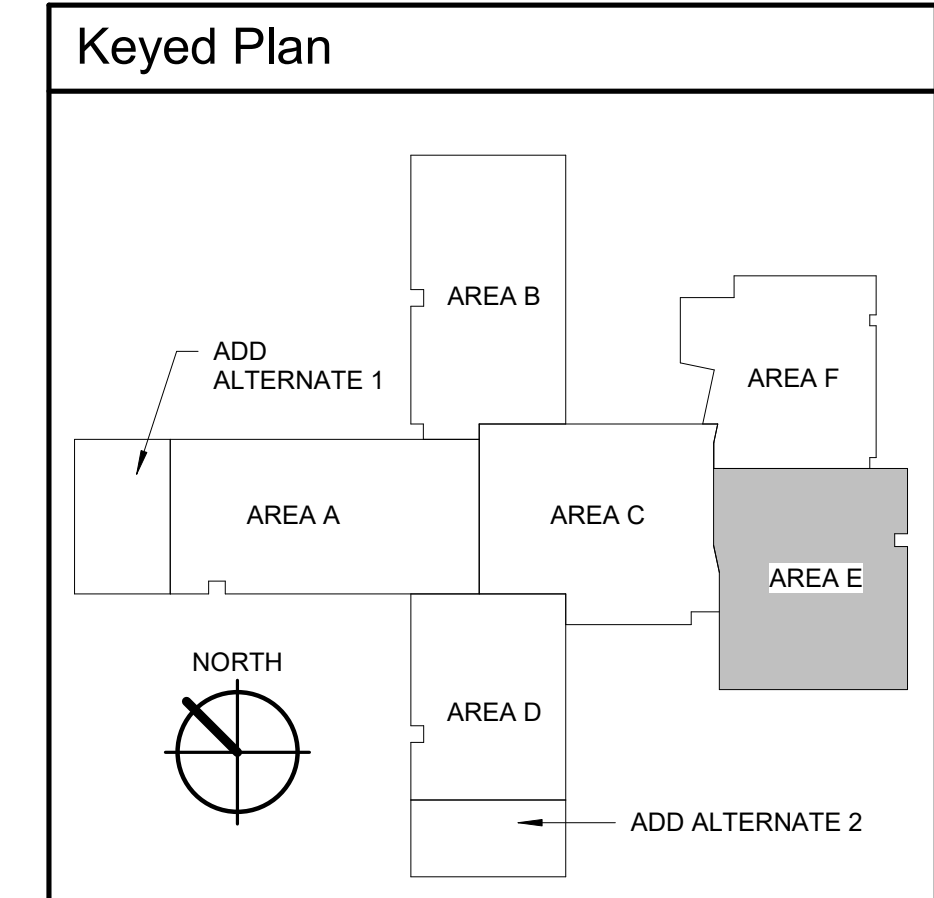 Keyed Plan
AREA B
ADD
ALTERNATE 1
AREA F
AREA A
AREA C
AREA E
NORTH
AREA D
ADD ALTERNATE 2